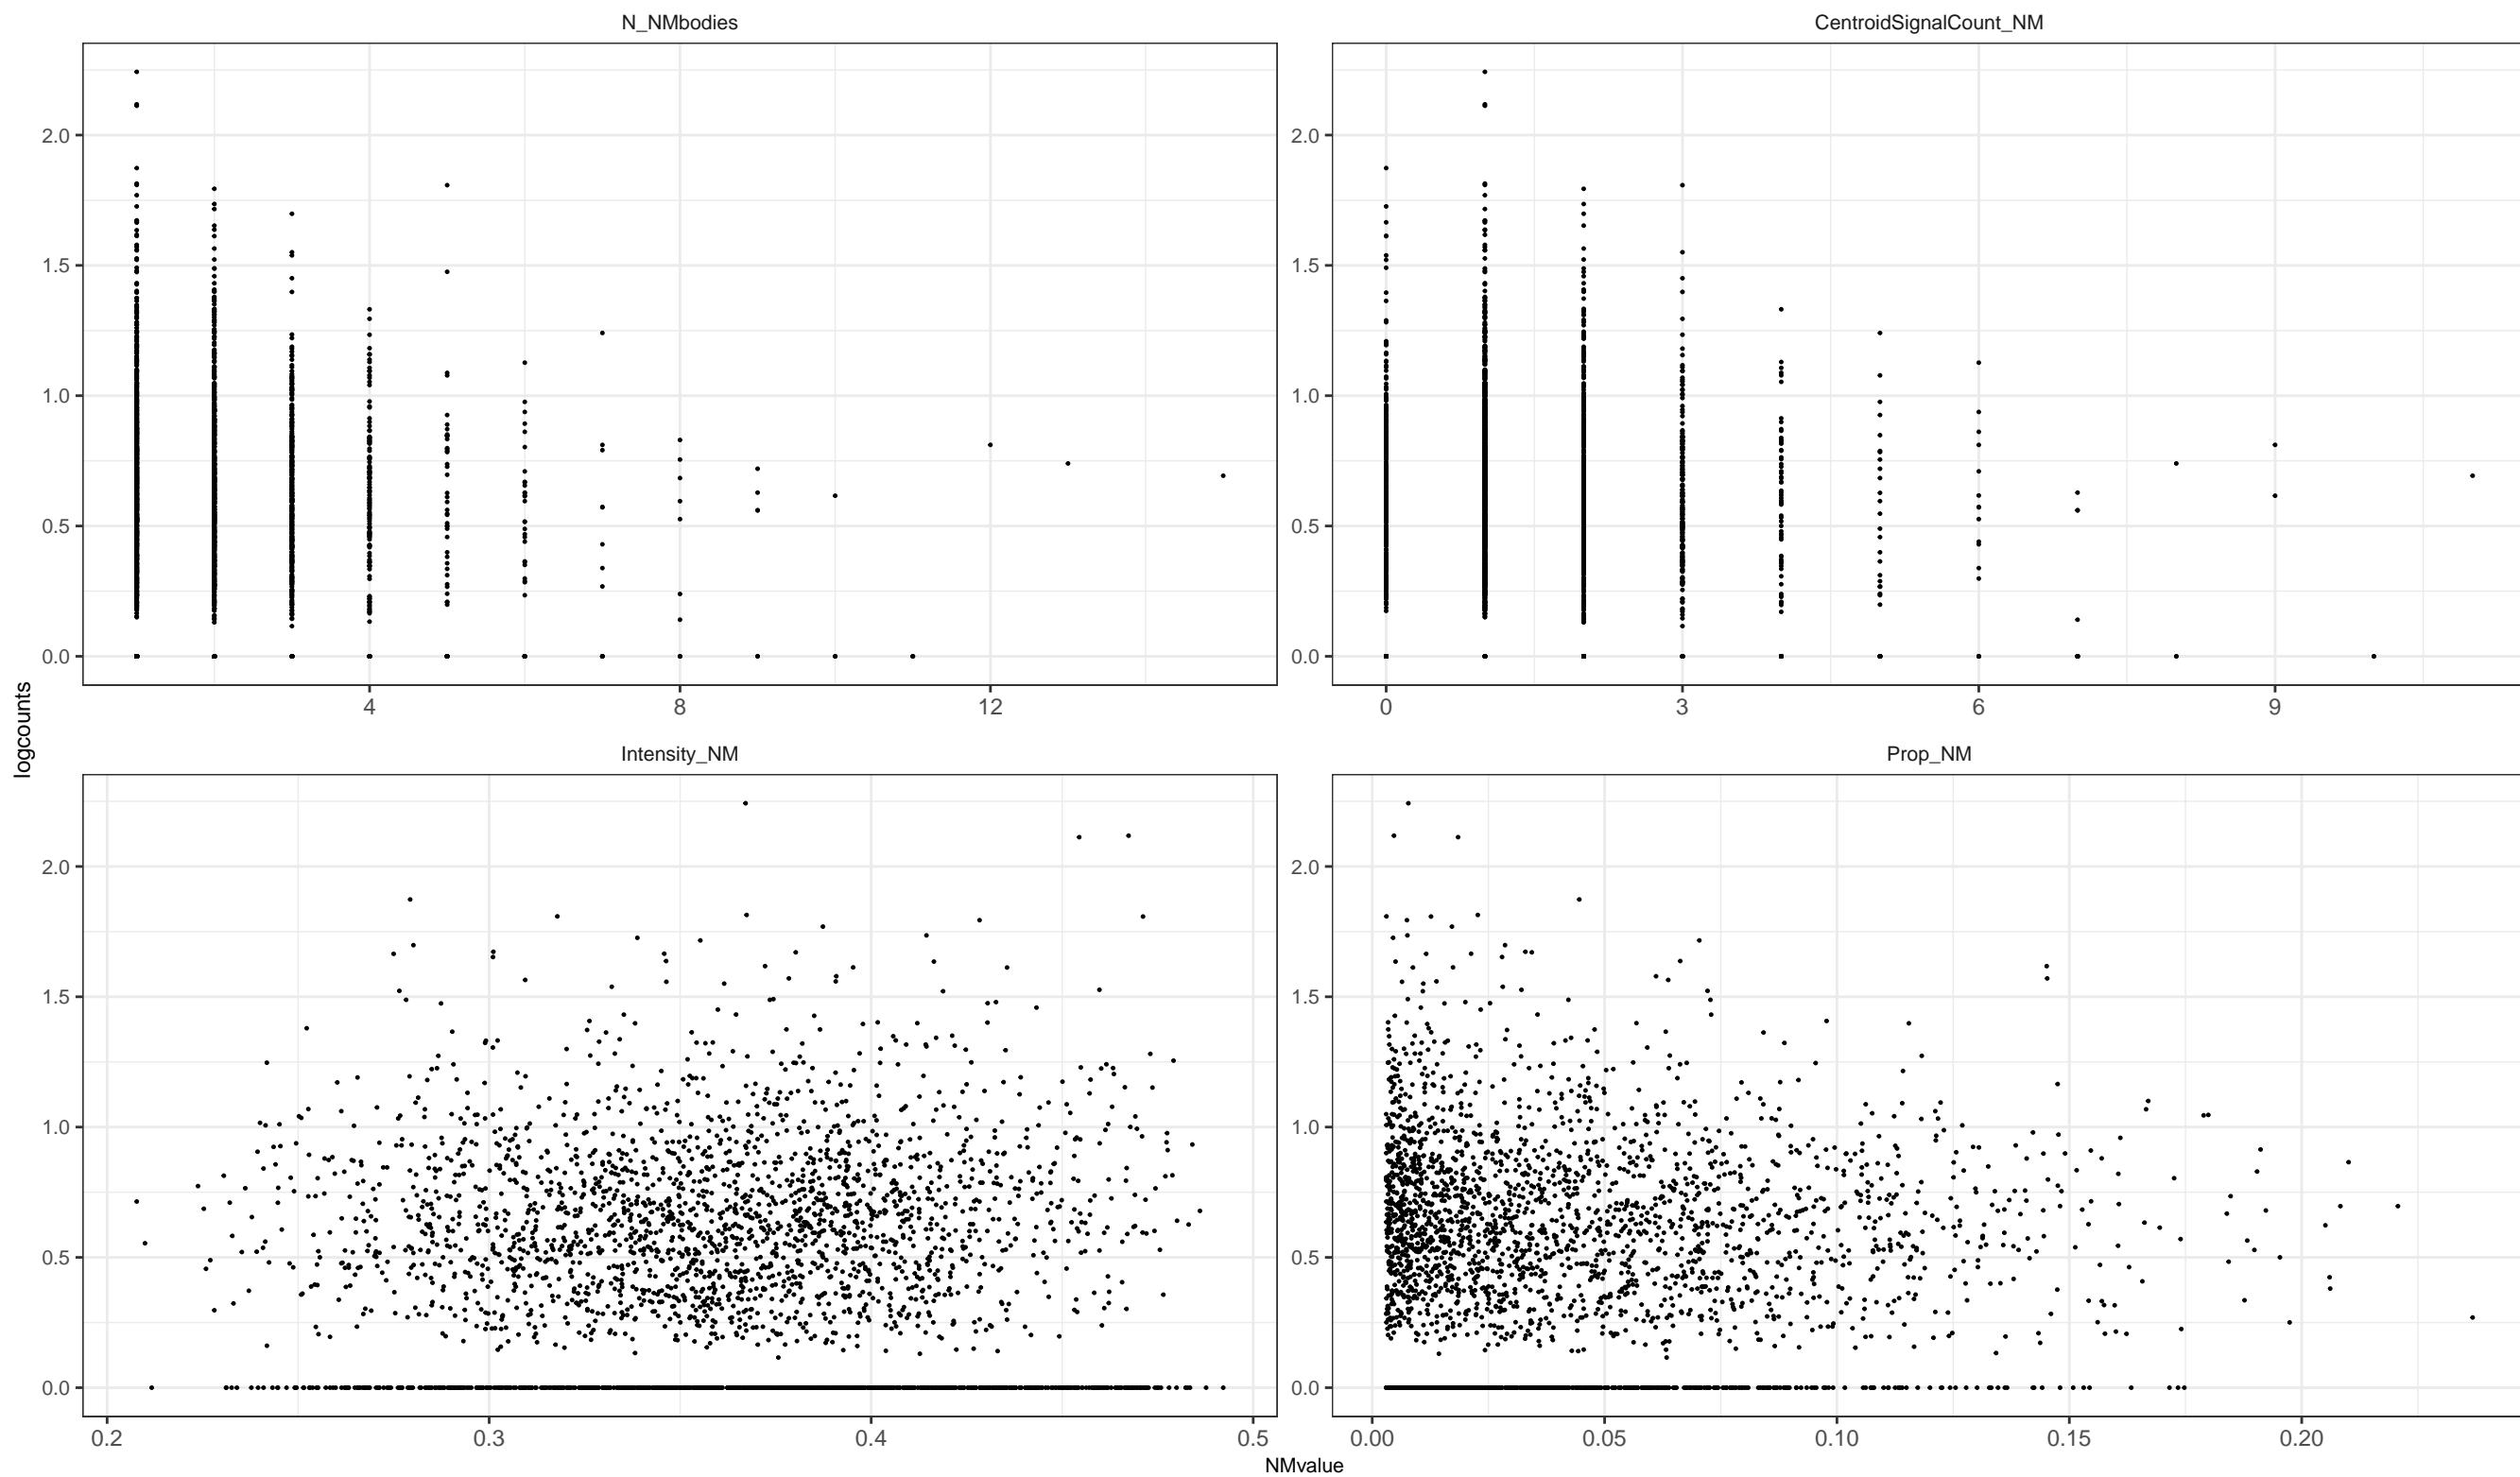 N_NMbodies CentroidSignalCount_NM
2.0 2.0
1.5 1.5
1.0 1.0
0.5 0.5
0.0 0.0
4 8 12 0 3 6 9
logcounts
Intensity_NM Prop_NM
2.0 2.0
1.5 1.5
1.0 1.0
0.5 0.5
0.0 0.0
0.2 0.3 0.4 0.5 0.00 0.05 0.10 0.15 0.20
NMvalue